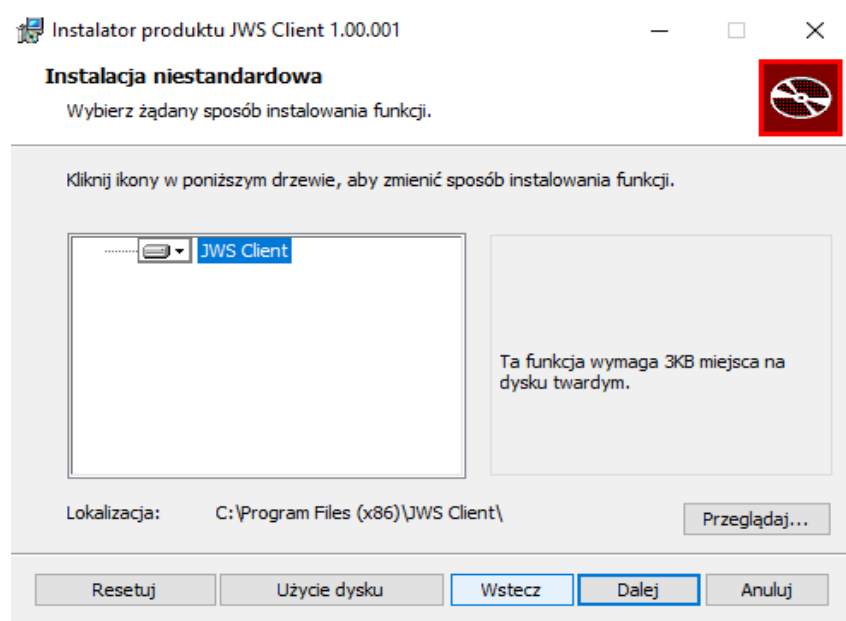 Instalator produktu JWS Client 1.00.001
Instalacja niestandardowa
Wybierz żądany sposób instalowania funkcji.
Kliknij ikony w poniższym drzewie, aby zmienić sposób instalowania funkcji.
JWS Client
Ta funkcja wymaga 3KB miejsca na
dysku twardym.
Lokalizacja: C:\Program Files (x86)\JWS Client\
Przeglądaj...
Resetuj Użycie dysku Wstecz Dalej Anuluj